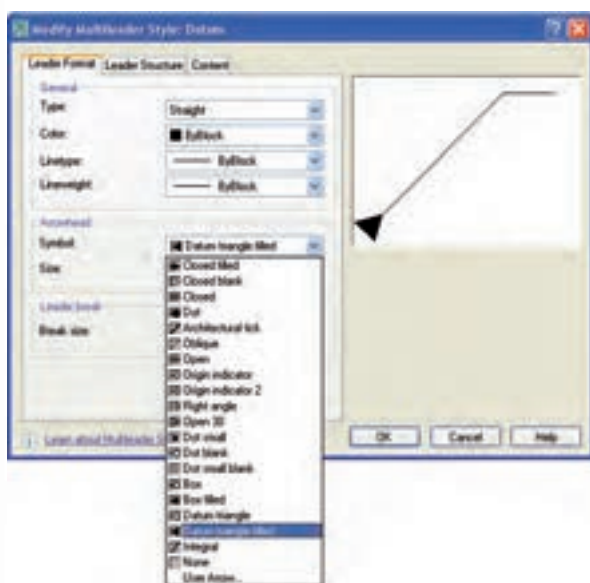 Modify Multileader Style: Datum
Leader Format Leader Structure Content
General
Type: Straight
Color: ByBlock
Linetype: ByBlock
Lineweight: ByBlock
Arrowhead
Symbol: Datum triangle filled
Size:
Closed filled
Closed blank
Closed
Dot
Architectural tick
Oblique
Open
Origin indicator
Origin indicator 2
Right angle
Open 30
Dot small
Dot blank
Dot small blank
Box
Box filled
Datum triangle
Datum triangle filled
Integral
None
User Arrow...
Leader break
Break size:
Learn about Multileader S
OK Cancel Help